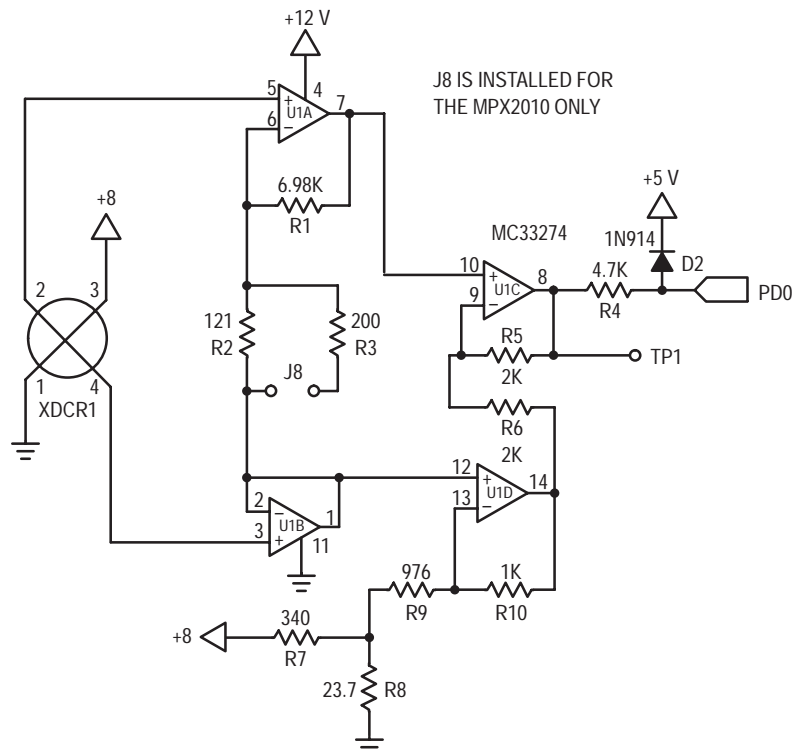 +12 V
J8 IS INSTALLED FOR
THE MPX2010 ONLY
5
4
7
+
U1A
6
–
6.98K
R1
+8
+5 V
MC33274
1N914
D2
10
8
+
U1C
9
–
4.7K
R4
PD0
2
3
121
R2
200
R3
R5
2K
TP1
J8
1
4
XDCR1
R6
2K
12
14
+
U1D
13
–
2
–
U1B
1
3
+
11
976
R9
1K
R10
340
+8
R7
23.7
R8